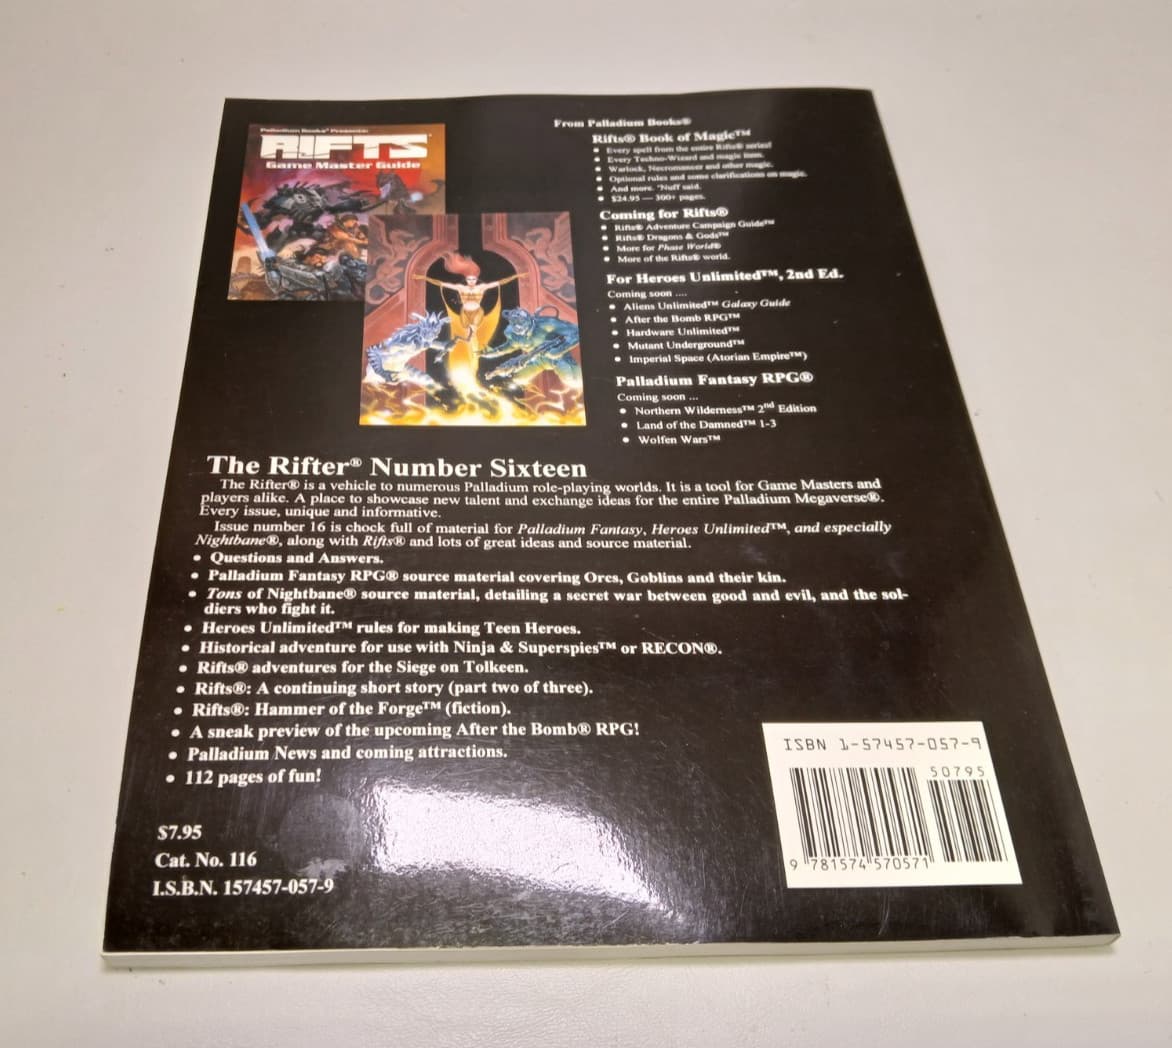 Palladium Books® Presents:
RIFTS
Game Master Guide
From Palladium Books®
Rifts® Book of Magic™
• Every spell from the entire Rifts® series!
• Every Techno-Wizard and magic item.
• Warlock, Necromancer and other magic.
• Optional rules and some clarifications on magic.
• And more. 'Nuff said.
• $24.95 — 300+ pages.
Coming for Rifts®
• Rifts® Adventure Campaign Guide™
• Rifts® Dragons & Gods™
• More for Phase World®
• More of the Rifts® world.
For Heroes Unlimited™, 2nd Ed.
Coming soon ....
• Aliens Unlimited™ Galaxy Guide
• After the Bomb RPG™
• Hardware Unlimited™
• Mutant Underground™
• Imperial Space (Atorian Empire™)
Palladium Fantasy RPG®
Coming soon ...
• Northern Wilderness™ 2nd Edition
• Land of the Damned™ 1-3
• Wolfen Wars™
The Rifter® Number Sixteen
The Rifter® is a vehicle to numerous Palladium role-playing worlds. It is a tool for Game Masters and
players alike. A place to showcase new talent and exchange ideas for the entire Palladium Megaverse®.
Every issue, unique and informative.
Issue number 16 is chock full of material for Palladium Fantasy, Heroes Unlimited™, and especially
Nightbane®, along with Rifts® and lots of great ideas and source material.
• Questions and Answers.
• Palladium Fantasy RPG® source material covering Orcs, Goblins and their kin.
• Tons of Nightbane® source material, detailing a secret war between good and evil, and the sol-
diers who fight it.
• Heroes Unlimited™ rules for making Teen Heroes.
• Historical adventure for use with Ninja & Superspies™ or RECON®.
• Rifts® adventures for the Siege on Tolkeen.
• Rifts®: A continuing short story (part two of three).
• Rifts®: Hammer of the Forge™ (fiction).
• A sneak preview of the upcoming After the Bomb® RPG!
• Palladium News and coming attractions.
• 112 pages of fun!
$7.95
Cat. No. 116
I.S.B.N. 157457-057-9
ISBN 1-57457-057-9
50795
9 781574 570571